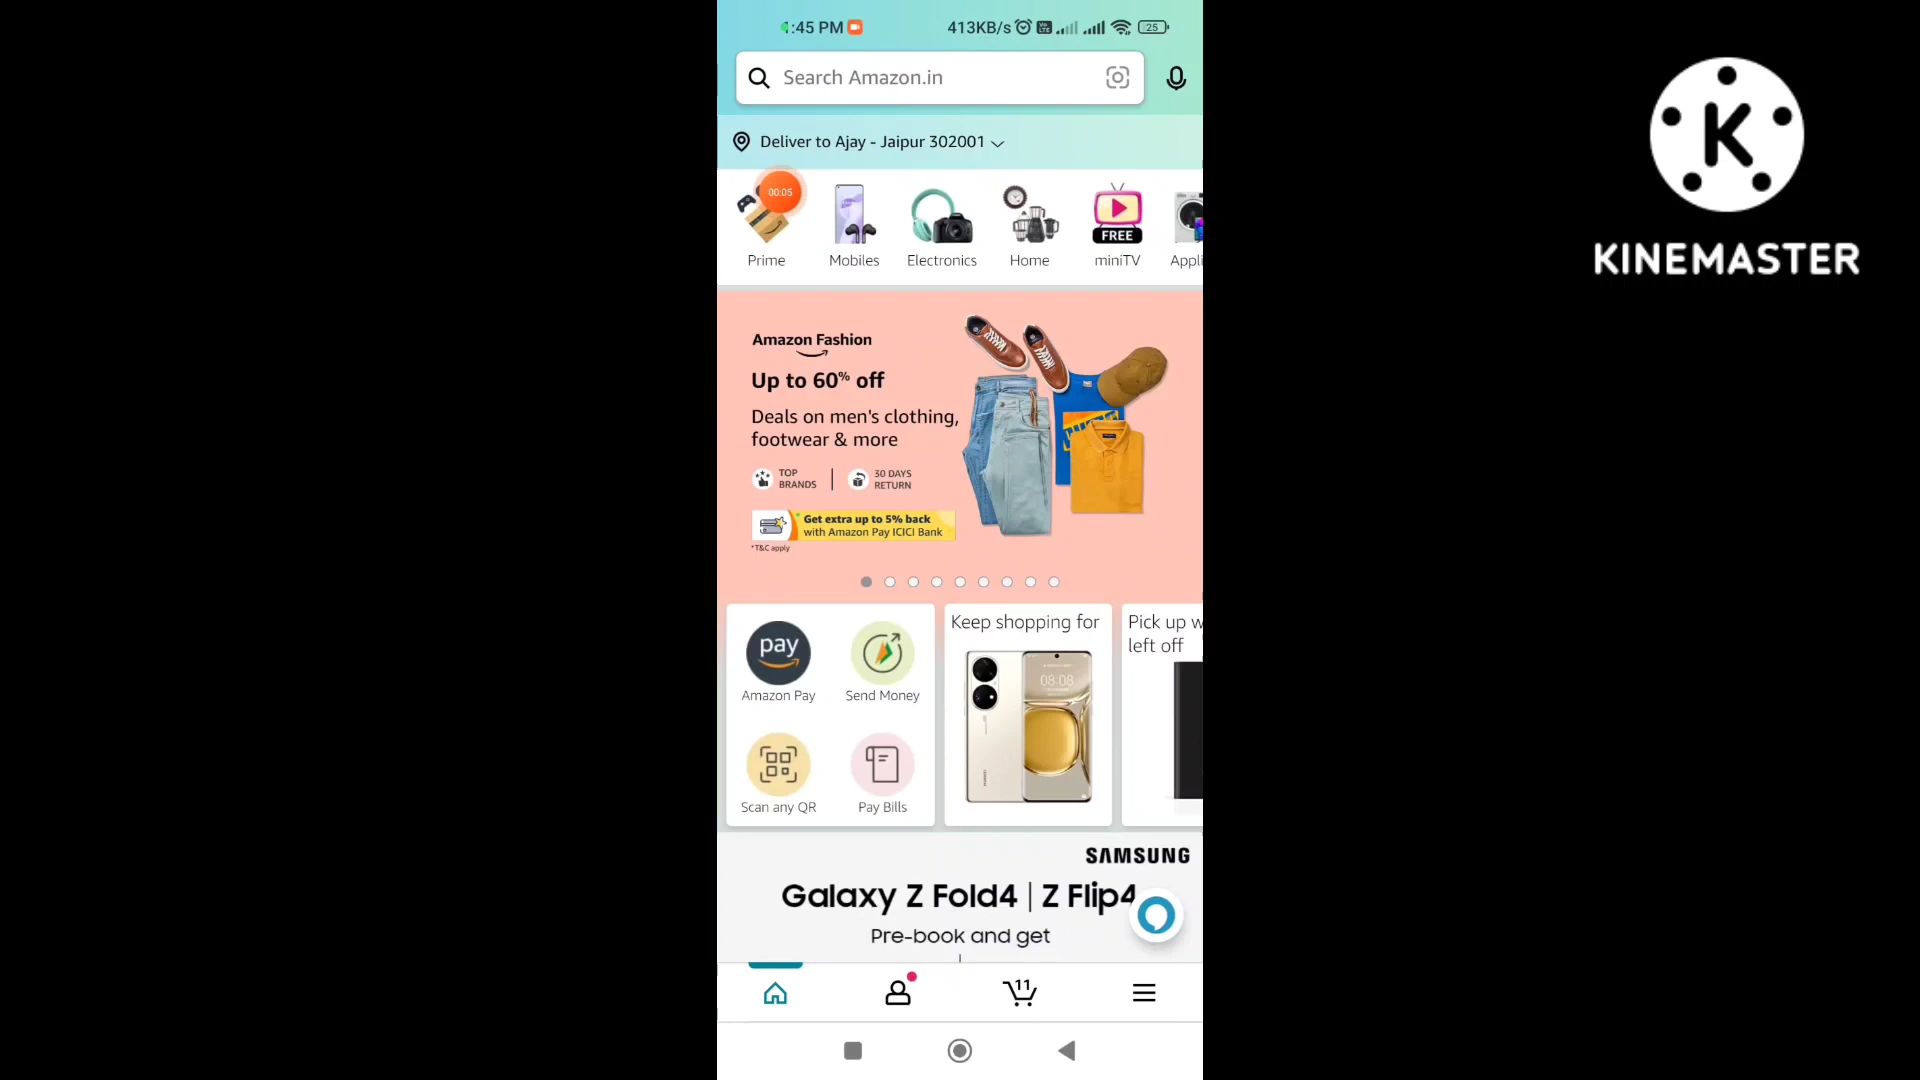 :45 PM
413KB/s
25
Search Amazon.in
Deliver to Ajay - Jaipur 302001
00:05
Prime
Mobiles
Electronics
Home
FREE
miniTV
Appli
Amazon Fashion
Up to 60% off
Deals on men's clothing,
footwear & more
TOP
BRANDS
30 DAYS
RETURN
Get extra up to 5% back
with Amazon Pay ICICI Bank
*T&C apply
pay
Amazon Pay
Send Money
Scan any QR
Pay Bills
Keep shopping for
08:08
Pick up w
left off
SAMSUNG
Galaxy Z Fold4 | Z Flip4
Pre-book and get
11
K
KINEMASTER